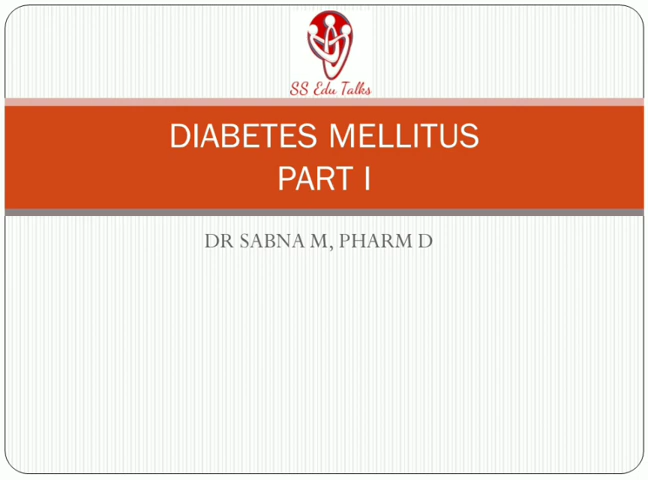 SS Edu Talks
DIABETES MELLITUS
PART I
DR SABNA M, PHARM D